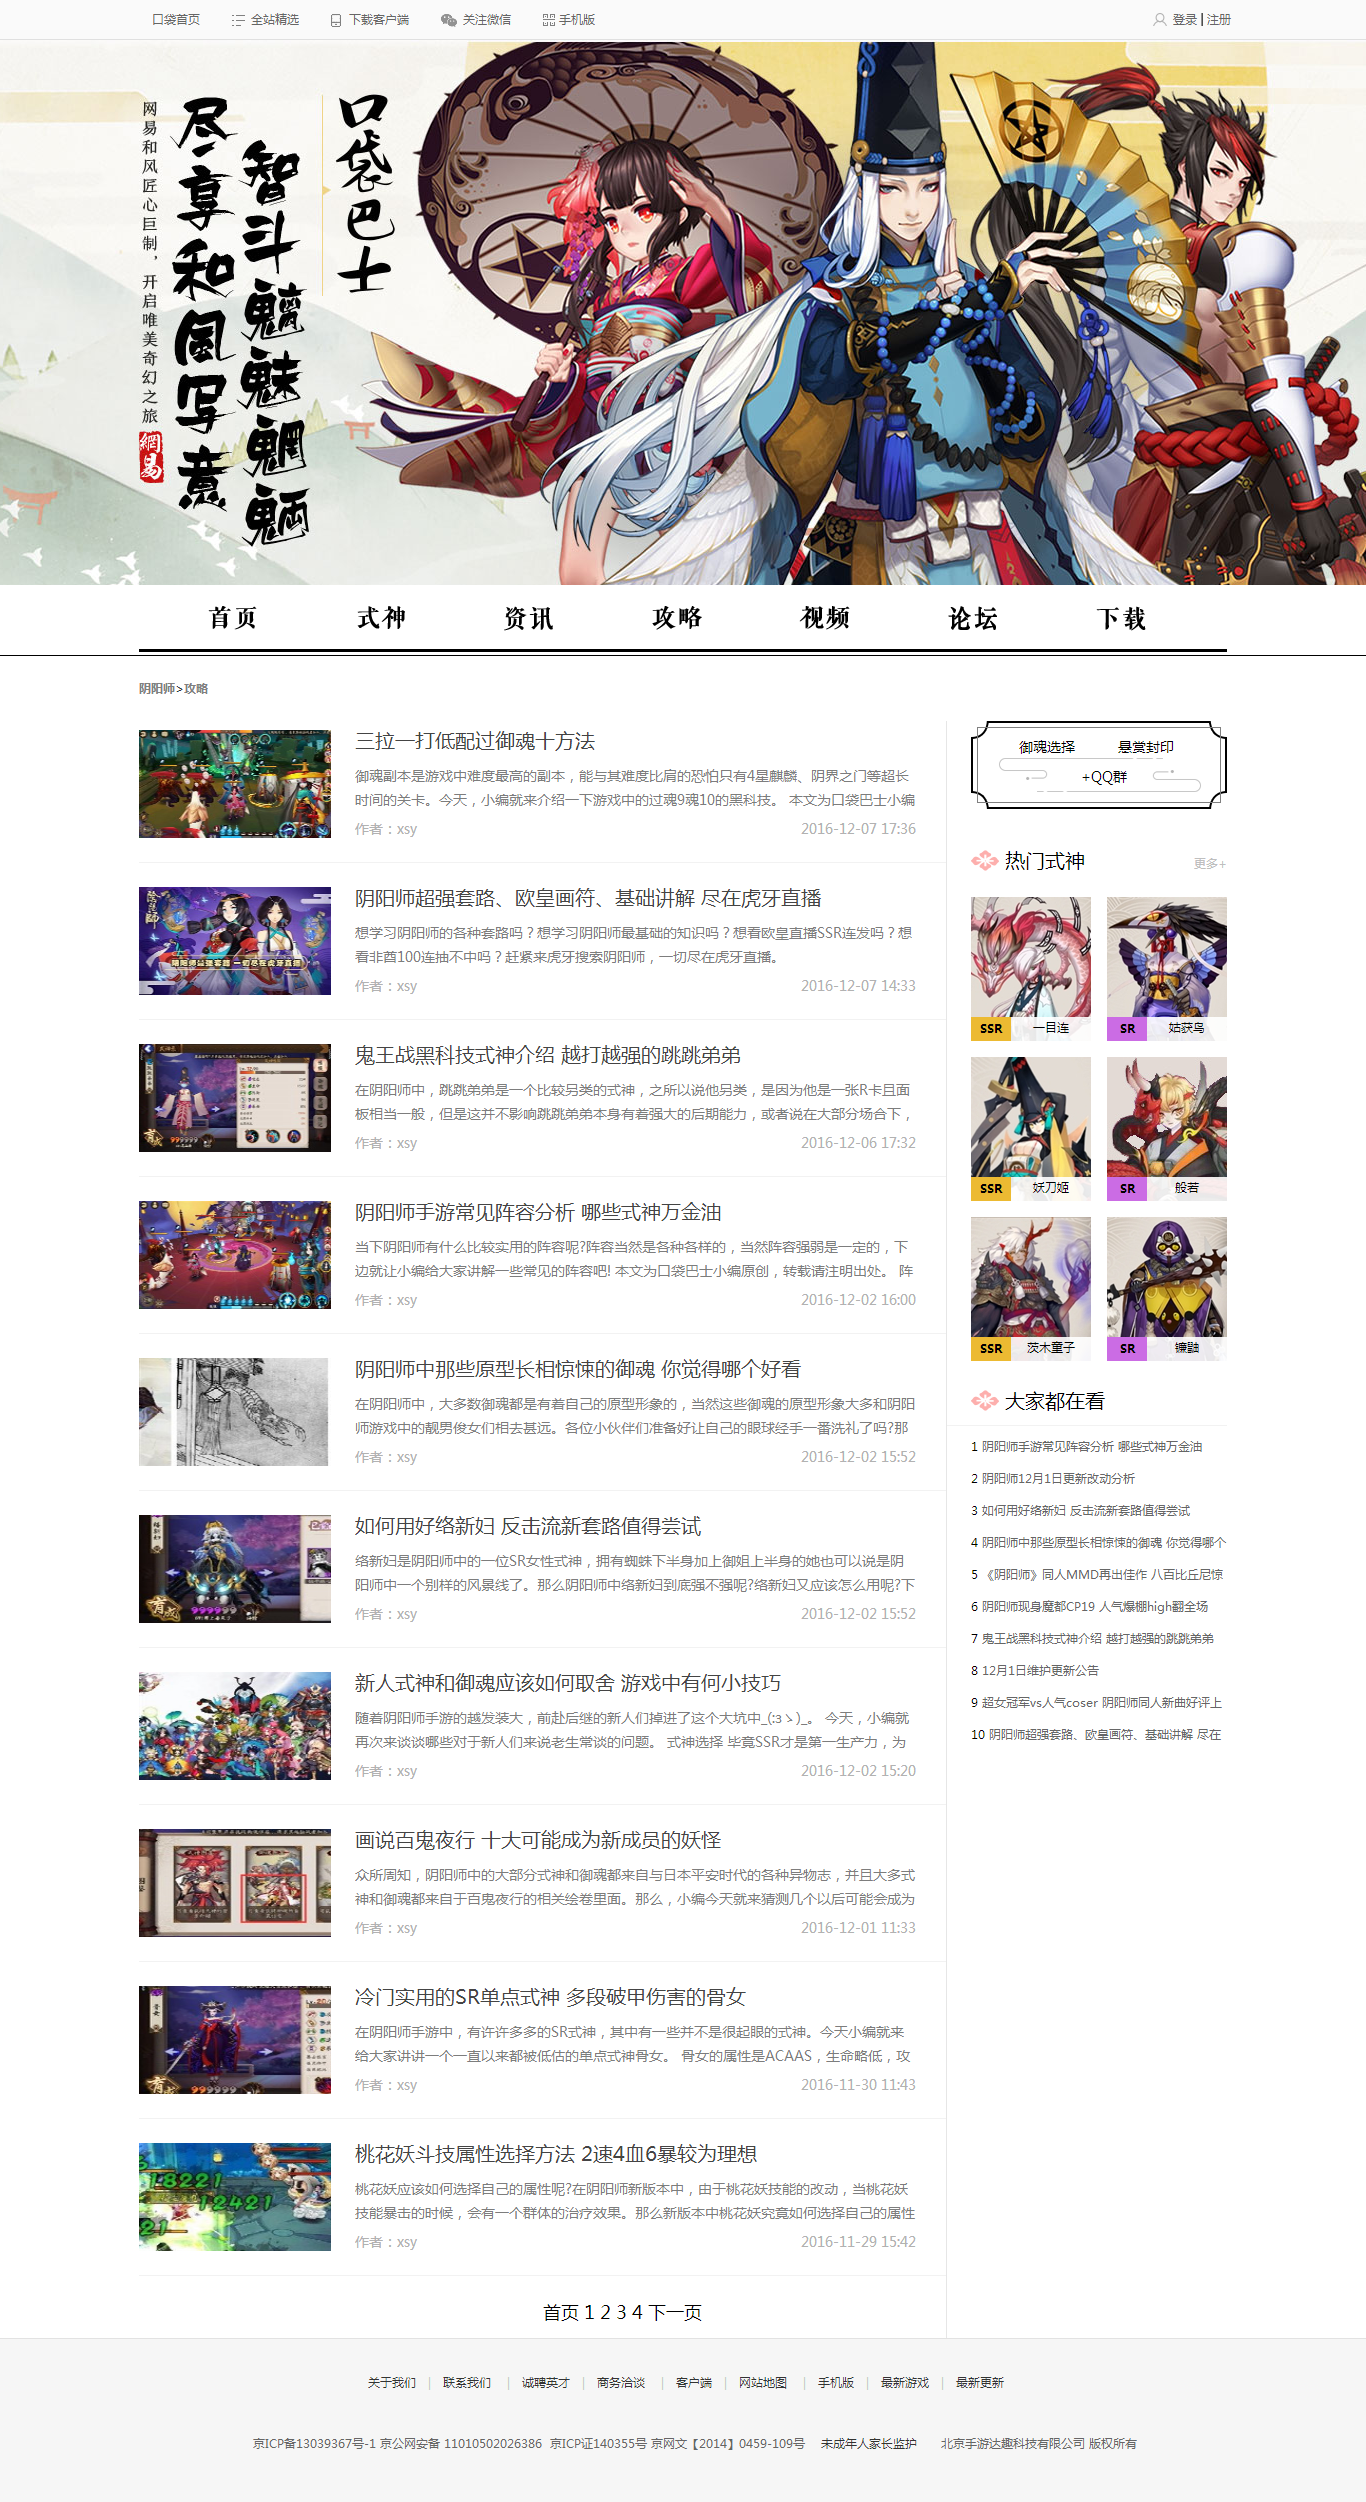 口袋首页 全站精选 下载客户端 关注微信 手机版 登录 | 注册
网易和风匠心巨制，开启唯美奇幻之旅
網易
尽享和風写意
智斗魑魅魍魉
口袋巴士
首页 式神 资讯 攻略 视频 论坛 下载
阴阳师>攻略
三拉一打低配过御魂十方法
御魂副本是游戏中难度最高的副本，能与其难度比肩的恐怕只有4星麒麟、阴界之门等超长
时间的关卡。今天，小编就来介绍一下游戏中的过魂9魂10的黑科技。 本文为口袋巴士小编
作者：xsy 2016-12-07 17:36
阴阳师超强套路、欧皇画符、基础讲解 尽在虎牙直播
想学习阴阳师的各种套路吗？想学习阴阳师最基础的知识吗？想看欧皇直播SSR连发吗？想
看非酋100连抽不中吗？赶紧来虎牙搜索阴阳师，一切尽在虎牙直播。
作者：xsy 2016-12-07 14:33
鬼王战黑科技式神介绍 越打越强的跳跳弟弟
在阴阳师中，跳跳弟弟是一个比较另类的式神，之所以说他另类，是因为他是一张R卡且面
板相当一般，但是这并不影响跳跳弟弟本身有着强大的后期能力，或者说在大部分场合下，
作者：xsy 2016-12-06 17:32
阴阳师手游常见阵容分析 哪些式神万金油
当下阴阳师有什么比较实用的阵容呢?阵容当然是各种各样的，当然阵容强弱是一定的，下
边就让小编给大家讲解一些常见的阵容吧! 本文为口袋巴士小编原创，转载请注明出处。 阵
作者：xsy 2016-12-02 16:00
阴阳师中那些原型长相惊悚的御魂 你觉得哪个好看
在阴阳师中，大多数御魂都是有着自己的原型形象的，当然这些御魂的原型形象大多和阴阳
师游戏中的靓男俊女们相去甚远。各位小伙伴们准备好让自己的眼球经手一番洗礼了吗?那
作者：xsy 2016-12-02 15:52
如何用好络新妇 反击流新套路值得尝试
络新妇是阴阳师中的一位SR女性式神，拥有蜘蛛下半身加上御姐上半身的她也可以说是阴
阳师中一个别样的风景线了。那么阴阳师中络新妇到底强不强呢?络新妇又应该怎么用呢?下
作者：xsy 2016-12-02 15:52
新人式神和御魂应该如何取舍 游戏中有何小技巧
随着阴阳师手游的越发装大，前赴后继的新人们掉进了这个大坑中_(:зゝ)_。 今天，小编就
再次来谈谈哪些对于新人们来说老生常谈的问题。 式神选择 毕竟SSR才是第一生产力，为
作者：xsy 2016-12-02 15:20
画说百鬼夜行 十大可能成为新成员的妖怪
众所周知，阴阳师中的大部分式神和御魂都来自与日本平安时代的各种异物志，并且大多式
神和御魂都来自于百鬼夜行的相关绘卷里面。那么，小编今天就来猜测几个以后可能会成为
作者：xsy 2016-12-01 11:33
冷门实用的SR单点式神 多段破甲伤害的骨女
在阴阳师手游中，有许许多多的SR式神，其中有一些并不是很起眼的式神。今天小编就来
给大家讲讲一个一直以来都被低估的单点式神骨女。 骨女的属性是ACAAS，生命略低，攻
作者：xsy 2016-11-30 11:43
桃花妖斗技属性选择方法 2速4血6暴较为理想
桃花妖应该如何选择自己的属性呢?在阴阳师新版本中，由于桃花妖技能的改动，当桃花妖
技能暴击的时候，会有一个群体的治疗效果。那么新版本中桃花妖究竟如何选择自己的属性
作者：xsy 2016-11-29 15:42
首页 1 2 3 4 下一页
御魂选择 悬赏封印
+QQ群
热门式神 更多+
SSR 一目连 SR 姑获鸟
SSR 妖刀姬 SR 般若
SSR 茨木童子 SR 镰鼬
大家都在看
1 阴阳师手游常见阵容分析 哪些式神万金油
2 阴阳师12月1日更新改动分析
3 如何用好络新妇 反击流新套路值得尝试
4 阴阳师中那些原型长相惊悚的御魂 你觉得哪个
5 《阴阳师》同人MMD再出佳作 八百比丘尼惊
6 阴阳师现身魔都CP19 人气爆棚high翻全场
7 鬼王战黑科技式神介绍 越打越强的跳跳弟弟
8 12月1日维护更新公告
9 超女冠军vs人气coser 阴阳师同人新曲好评上
10 阴阳师超强套路、欧皇画符、基础讲解 尽在
关于我们 | 联系我们 | 诚聘英才 | 商务洽谈 | 客户端 | 网站地图 | 手机版 | 最新游戏 | 最新更新
京ICP备13039367号-1 京公网安备 11010502026386 京ICP证140355号 京网文【2014】0459-109号 未成年人家长监护 北京手游达趣科技有限公司 版权所有